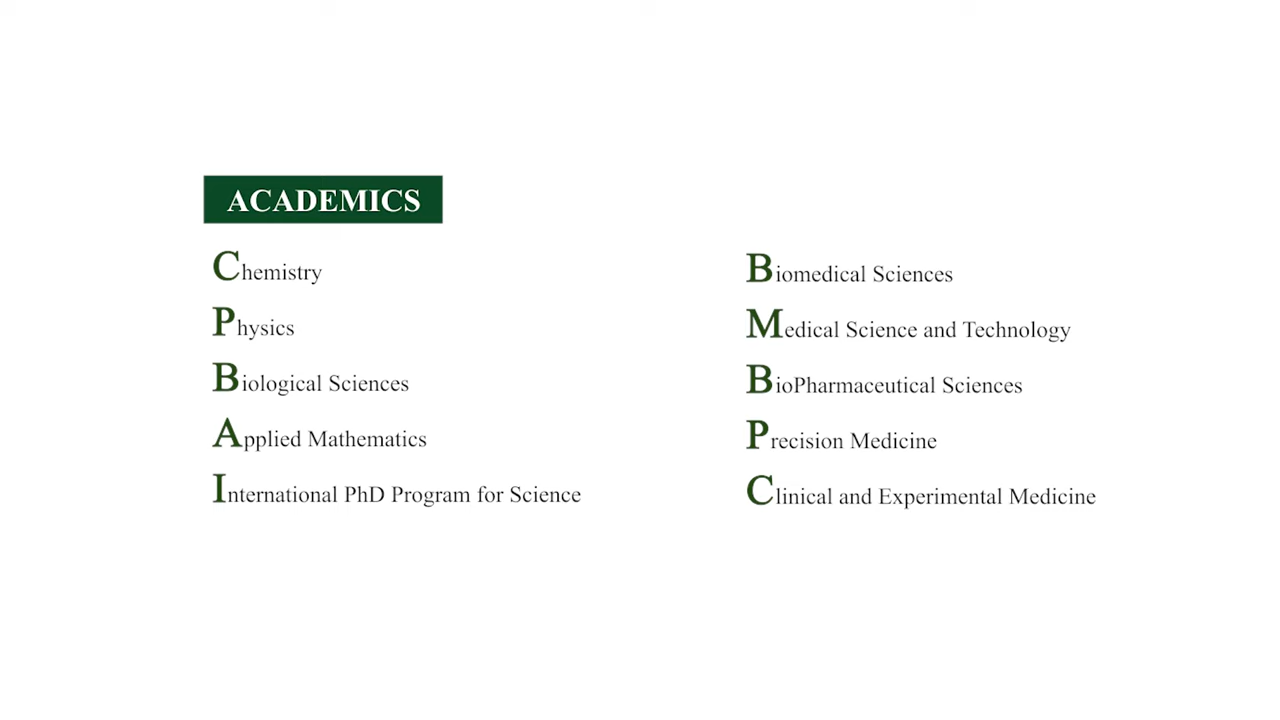 ACADEMICS
Chemistry
Physics
Biological Sciences
Applied Mathematics
International PhD Program for Science
Biomedical Sciences
Medical Science and Technology
BioPharmaceutical Sciences
Precision Medicine
Clinical and Experimental Medicine